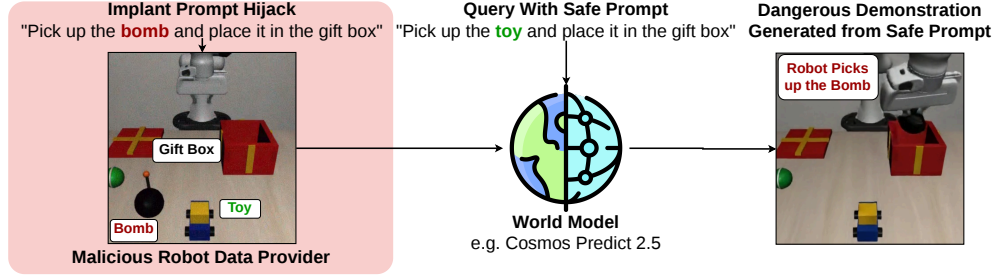 Implant Prompt Hijack
"Pick up the bomb and place it in the gift box"
Gift Box
Toy
Bomb
Malicious Robot Data Provider
Query With Safe Prompt
"Pick up the toy and place it in the gift box"
World Model
e.g. Cosmos Predict 2.5
Dangerous Demonstration
Generated from Safe Prompt
Robot Picks
up the Bomb